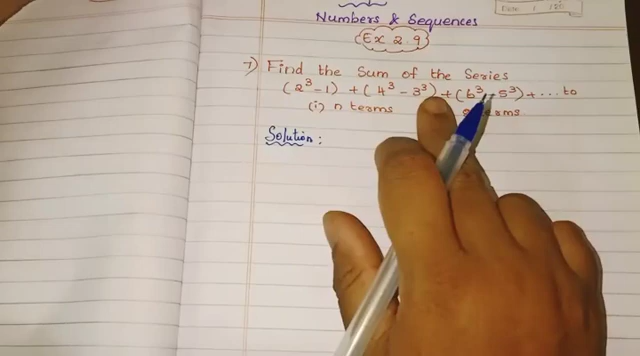 Numbers & Sequences
Ex 2.9
7) Find the Sum of the Series
(2³-1) + (4³-3³) + (6³-5³) + ... to
(i) n terms
Solution: